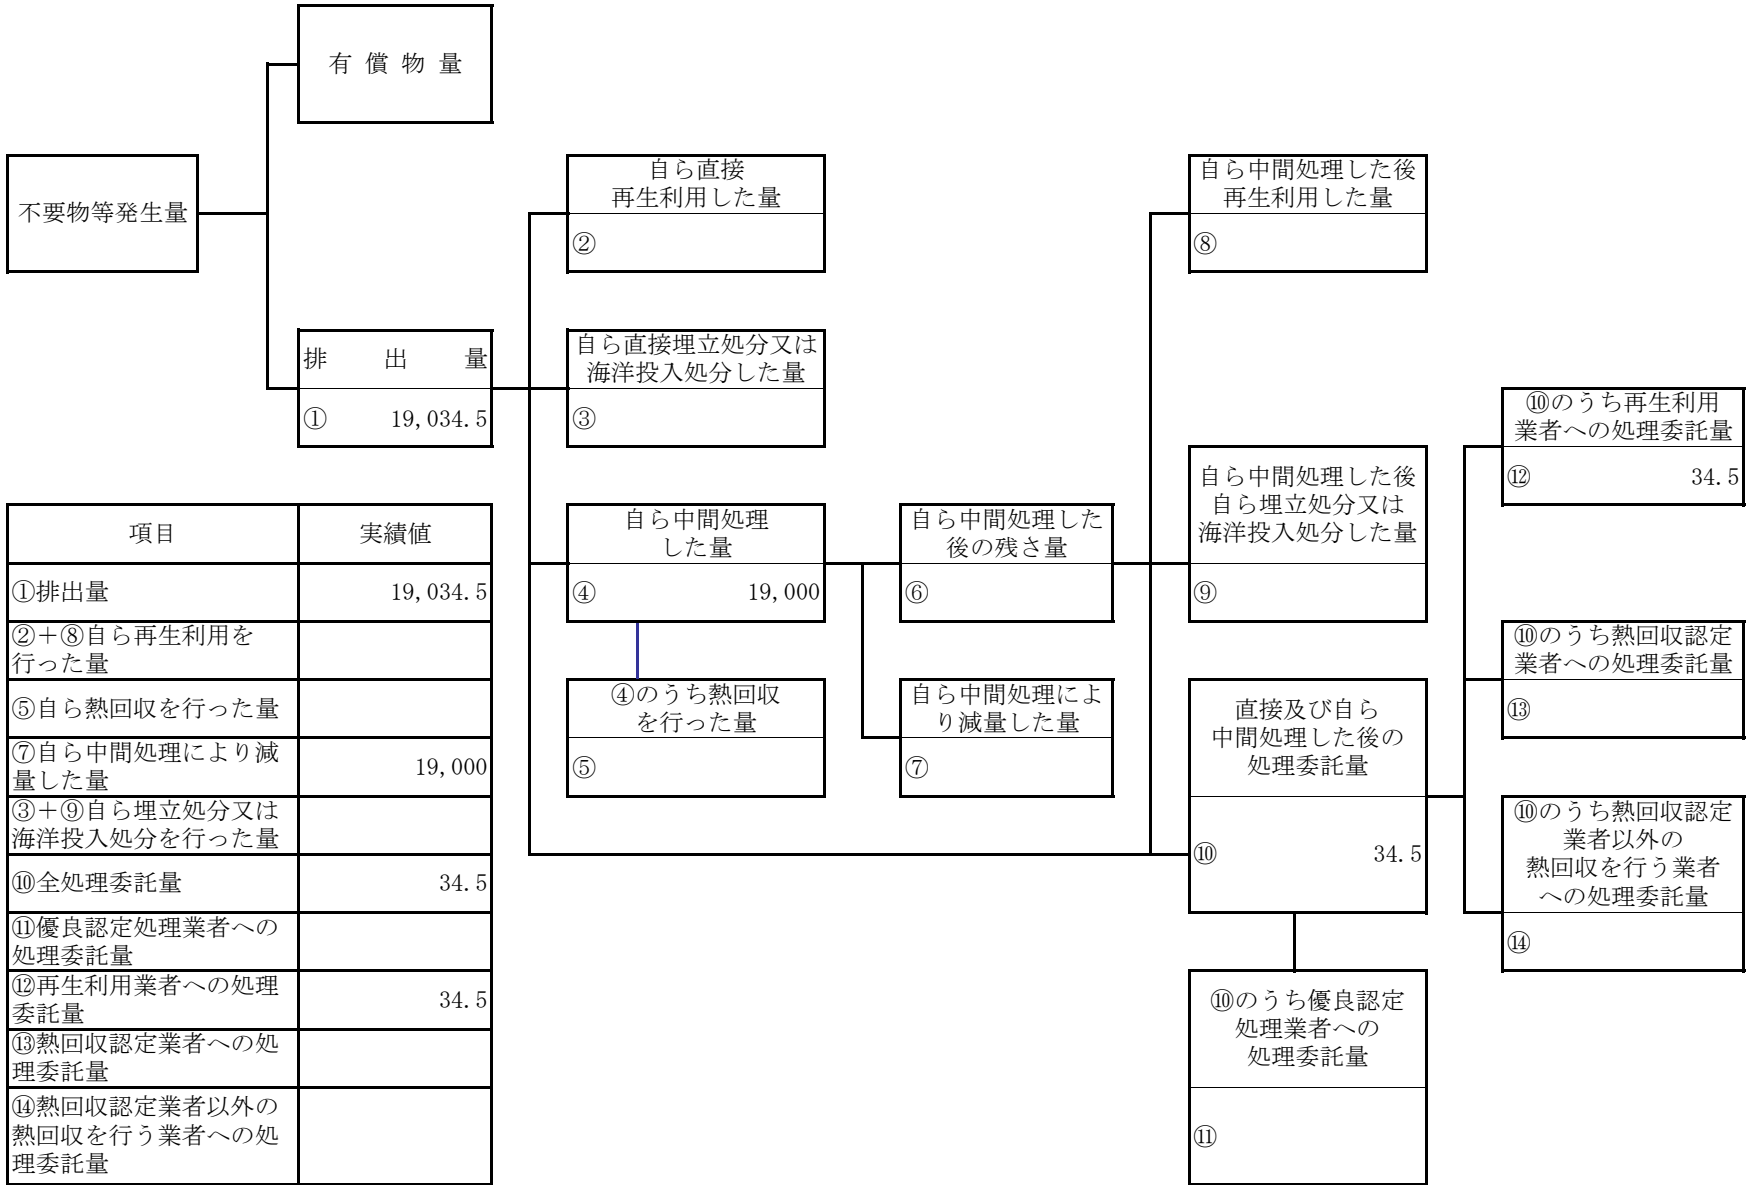 有償物量
不要物等発生量
自ら直接
再生利用した量
②
自ら中間処理した後
再生利用した量
⑧
排出量
① 19,034.5
自ら直接埋立処分又は
海洋投入処分した量
③
⑩のうち再生利用
業者への処理委託量
⑫ 34.5
自ら中間処理した後
自ら埋立処分又は
海洋投入処分した量
⑨
自ら中間処理
した量
④ 19,000
自ら中間処理した
後の残さ量
⑥
⑩のうち熱回収認定
業者への処理委託量
⑬
④のうち熱回収
を行った量
⑤
自ら中間処理によ
り減量した量
⑦
直接及び自ら
中間処理した後の
処理委託量
⑩ 34.5
⑩のうち熱回収認定
業者以外の
熱回収を行う業者
への処理委託量
⑭
⑩のうち優良認定
処理業者への
処理委託量
⑪
項目 実績値
①排出量 19,034.5
②+⑧自ら再生利用を
行った量
⑤自ら熱回収を行った量
⑦自ら中間処理により減
量した量 19,000
③+⑨自ら埋立処分又は
海洋投入処分を行った量
⑩全処理委託量 34.5
⑪優良認定処理業者への
処理委託量
⑫再生利用業者への処理
委託量 34.5
⑬熱回収認定業者への処
理委託量
⑭熱回収認定業者以外の
熱回収を行う業者への処
理委託量